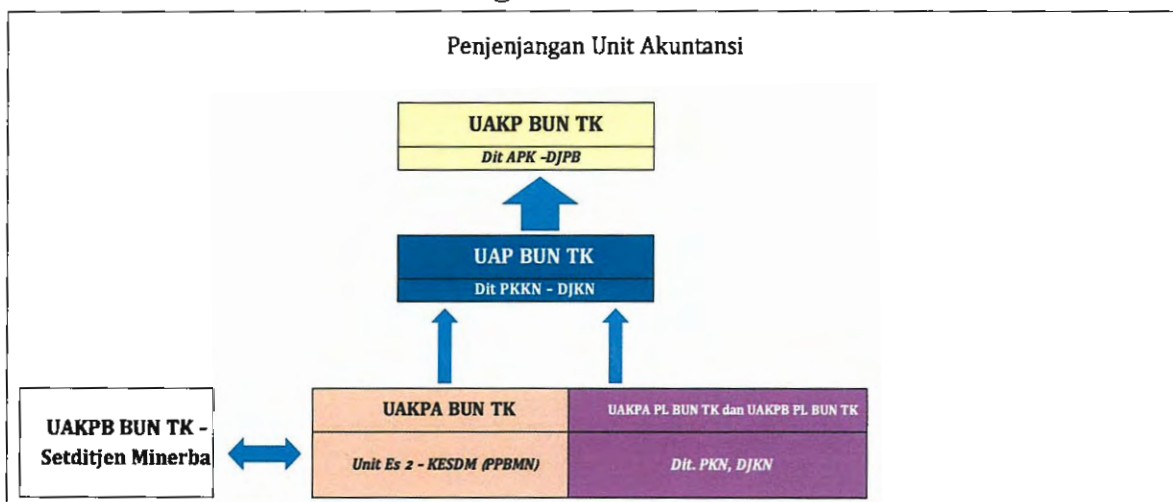 Penjenjangan Unit Akuntansi
UAKP BUN TK
Dit APK -DJPB
UAP BUN TK
Dit PKKN - DJKN
UAKPB BUN TK -
Setditjen Minerba
UAKPA BUN TK
Unit Es 2 - KESDM (PPBMN)
UAKPA PL BUN TK dan UAKPB PL BUN TK
Dit. PKN, DJKN